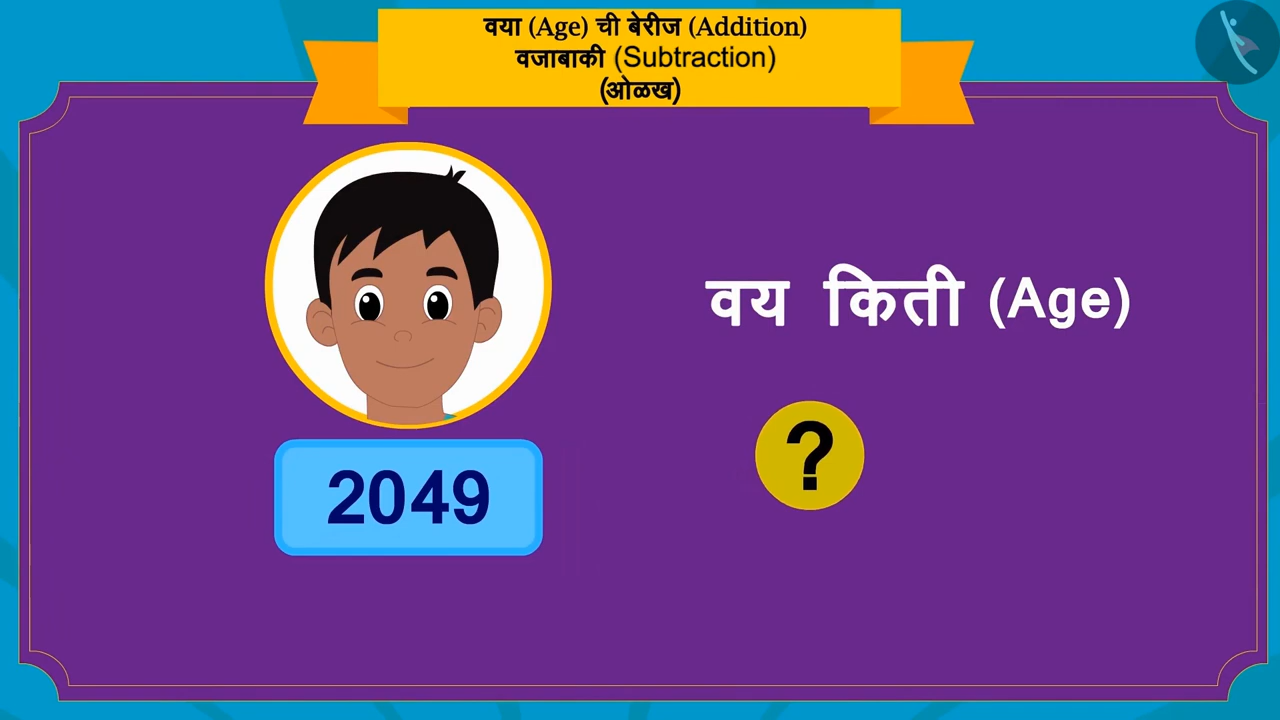 वया (Age) ची बेरीज (Addition)
वजाबाकी (Subtraction)
(ओळख)
वय किती (Age)
?
2049